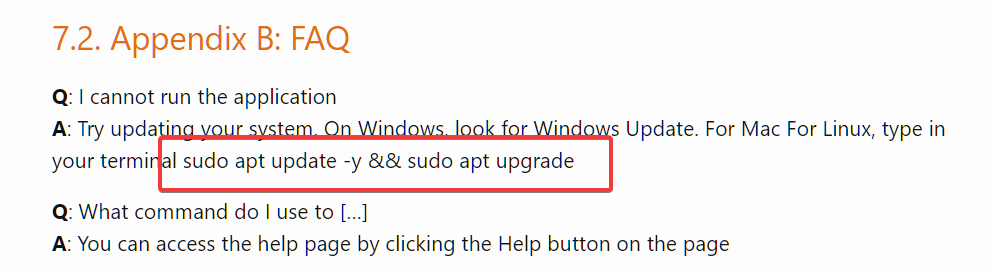 7.2. Appendix B: FAQ
Q: I cannot run the application
A: Try updating your system. On Windows, look for Windows Update. For Mac For Linux, type in
your terminal sudo apt update -y && sudo apt upgrade
Q: What command do I use to [...]
A: You can access the help page by clicking the Help button on the page